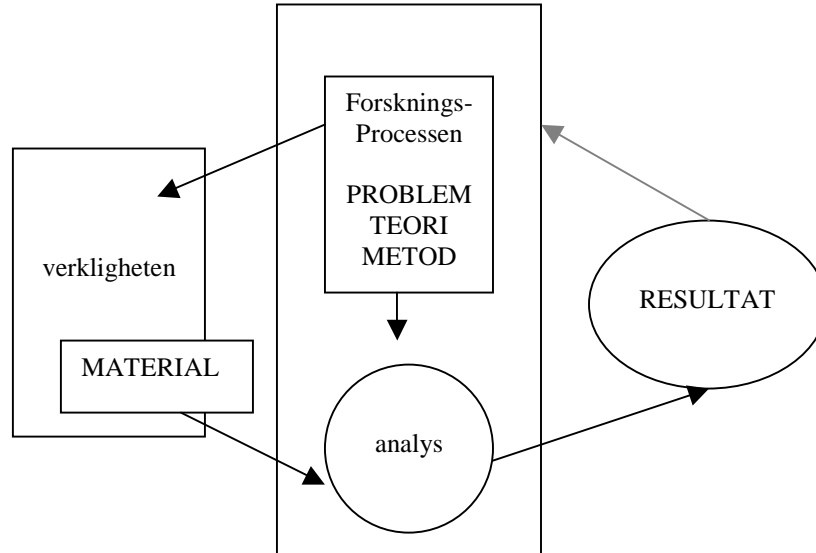 Forsknings-
Processen
PROBLEM
TEORI
METOD
verkligheten
MATERIAL
analys
RESULTAT